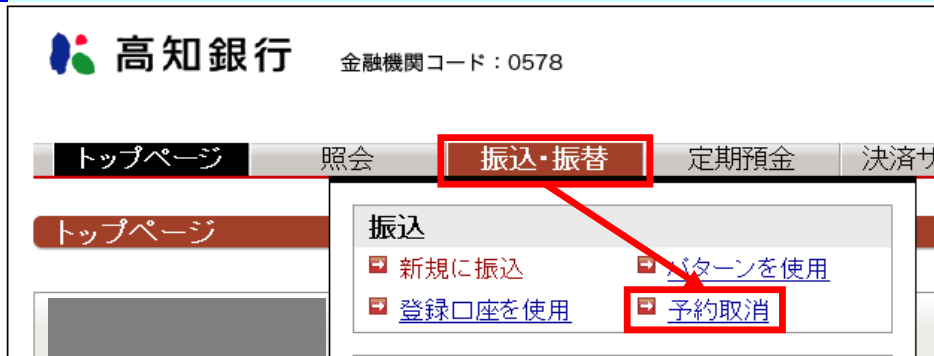 高知銀行 金融機関コード：0578
トップページ 照会 振込・振替 定期預金 決済サ
トップページ
振込
新規に振込 パターンを使用
登録口座を使用 予約取消